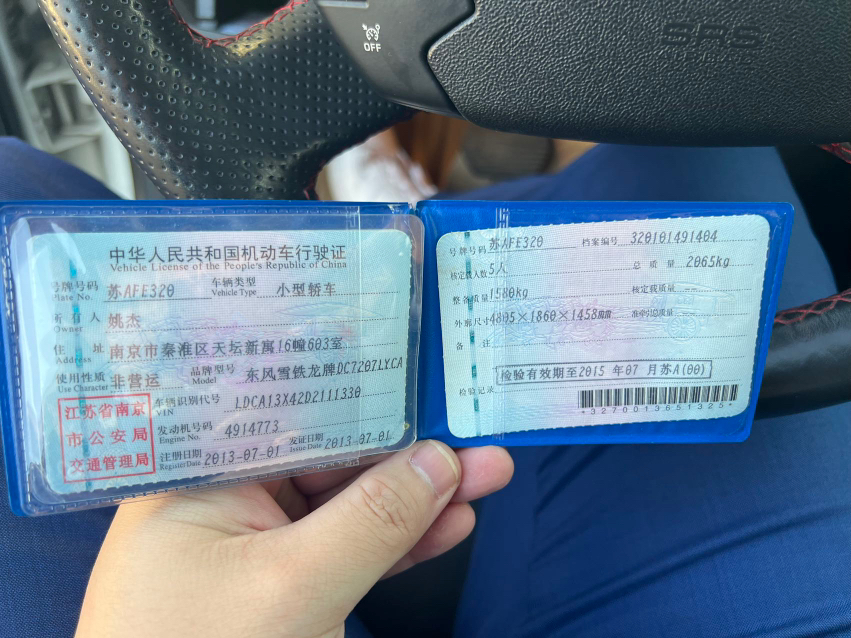 OFF
SRS
中华人民共和国机动车行驶证
Vehicle License of the People's Republic of China
号牌号码 苏AFE320 车辆类型 小型轿车
Plate No. Vehicle Type
所有人 姚杰
Owner
住址 南京市秦淮区天坛新寓16幢603室
Address
使用性质 非营运 品牌型号 东风雪铁龙牌DC7207LYCA
Use Character Model
江苏省南京
市公安局
交通管理局
车辆识别代号 LDCA13X42D2111330
VIN
发动机号码 4914773
Engine No.
注册日期 2013-07-01 发证日期 2013-07-01
Register Date Issue Date
号牌号码 苏AFE320 档案编号 320101491404
核定载人数 5人 总质量 2065kg
整备质量 1580kg 核定载质量 --
外廓尺寸 4805×1860×1458mm 准牵引总质量 --
备注
检验记录 检验有效期至2015年07月苏A(00)
*3270013651325*